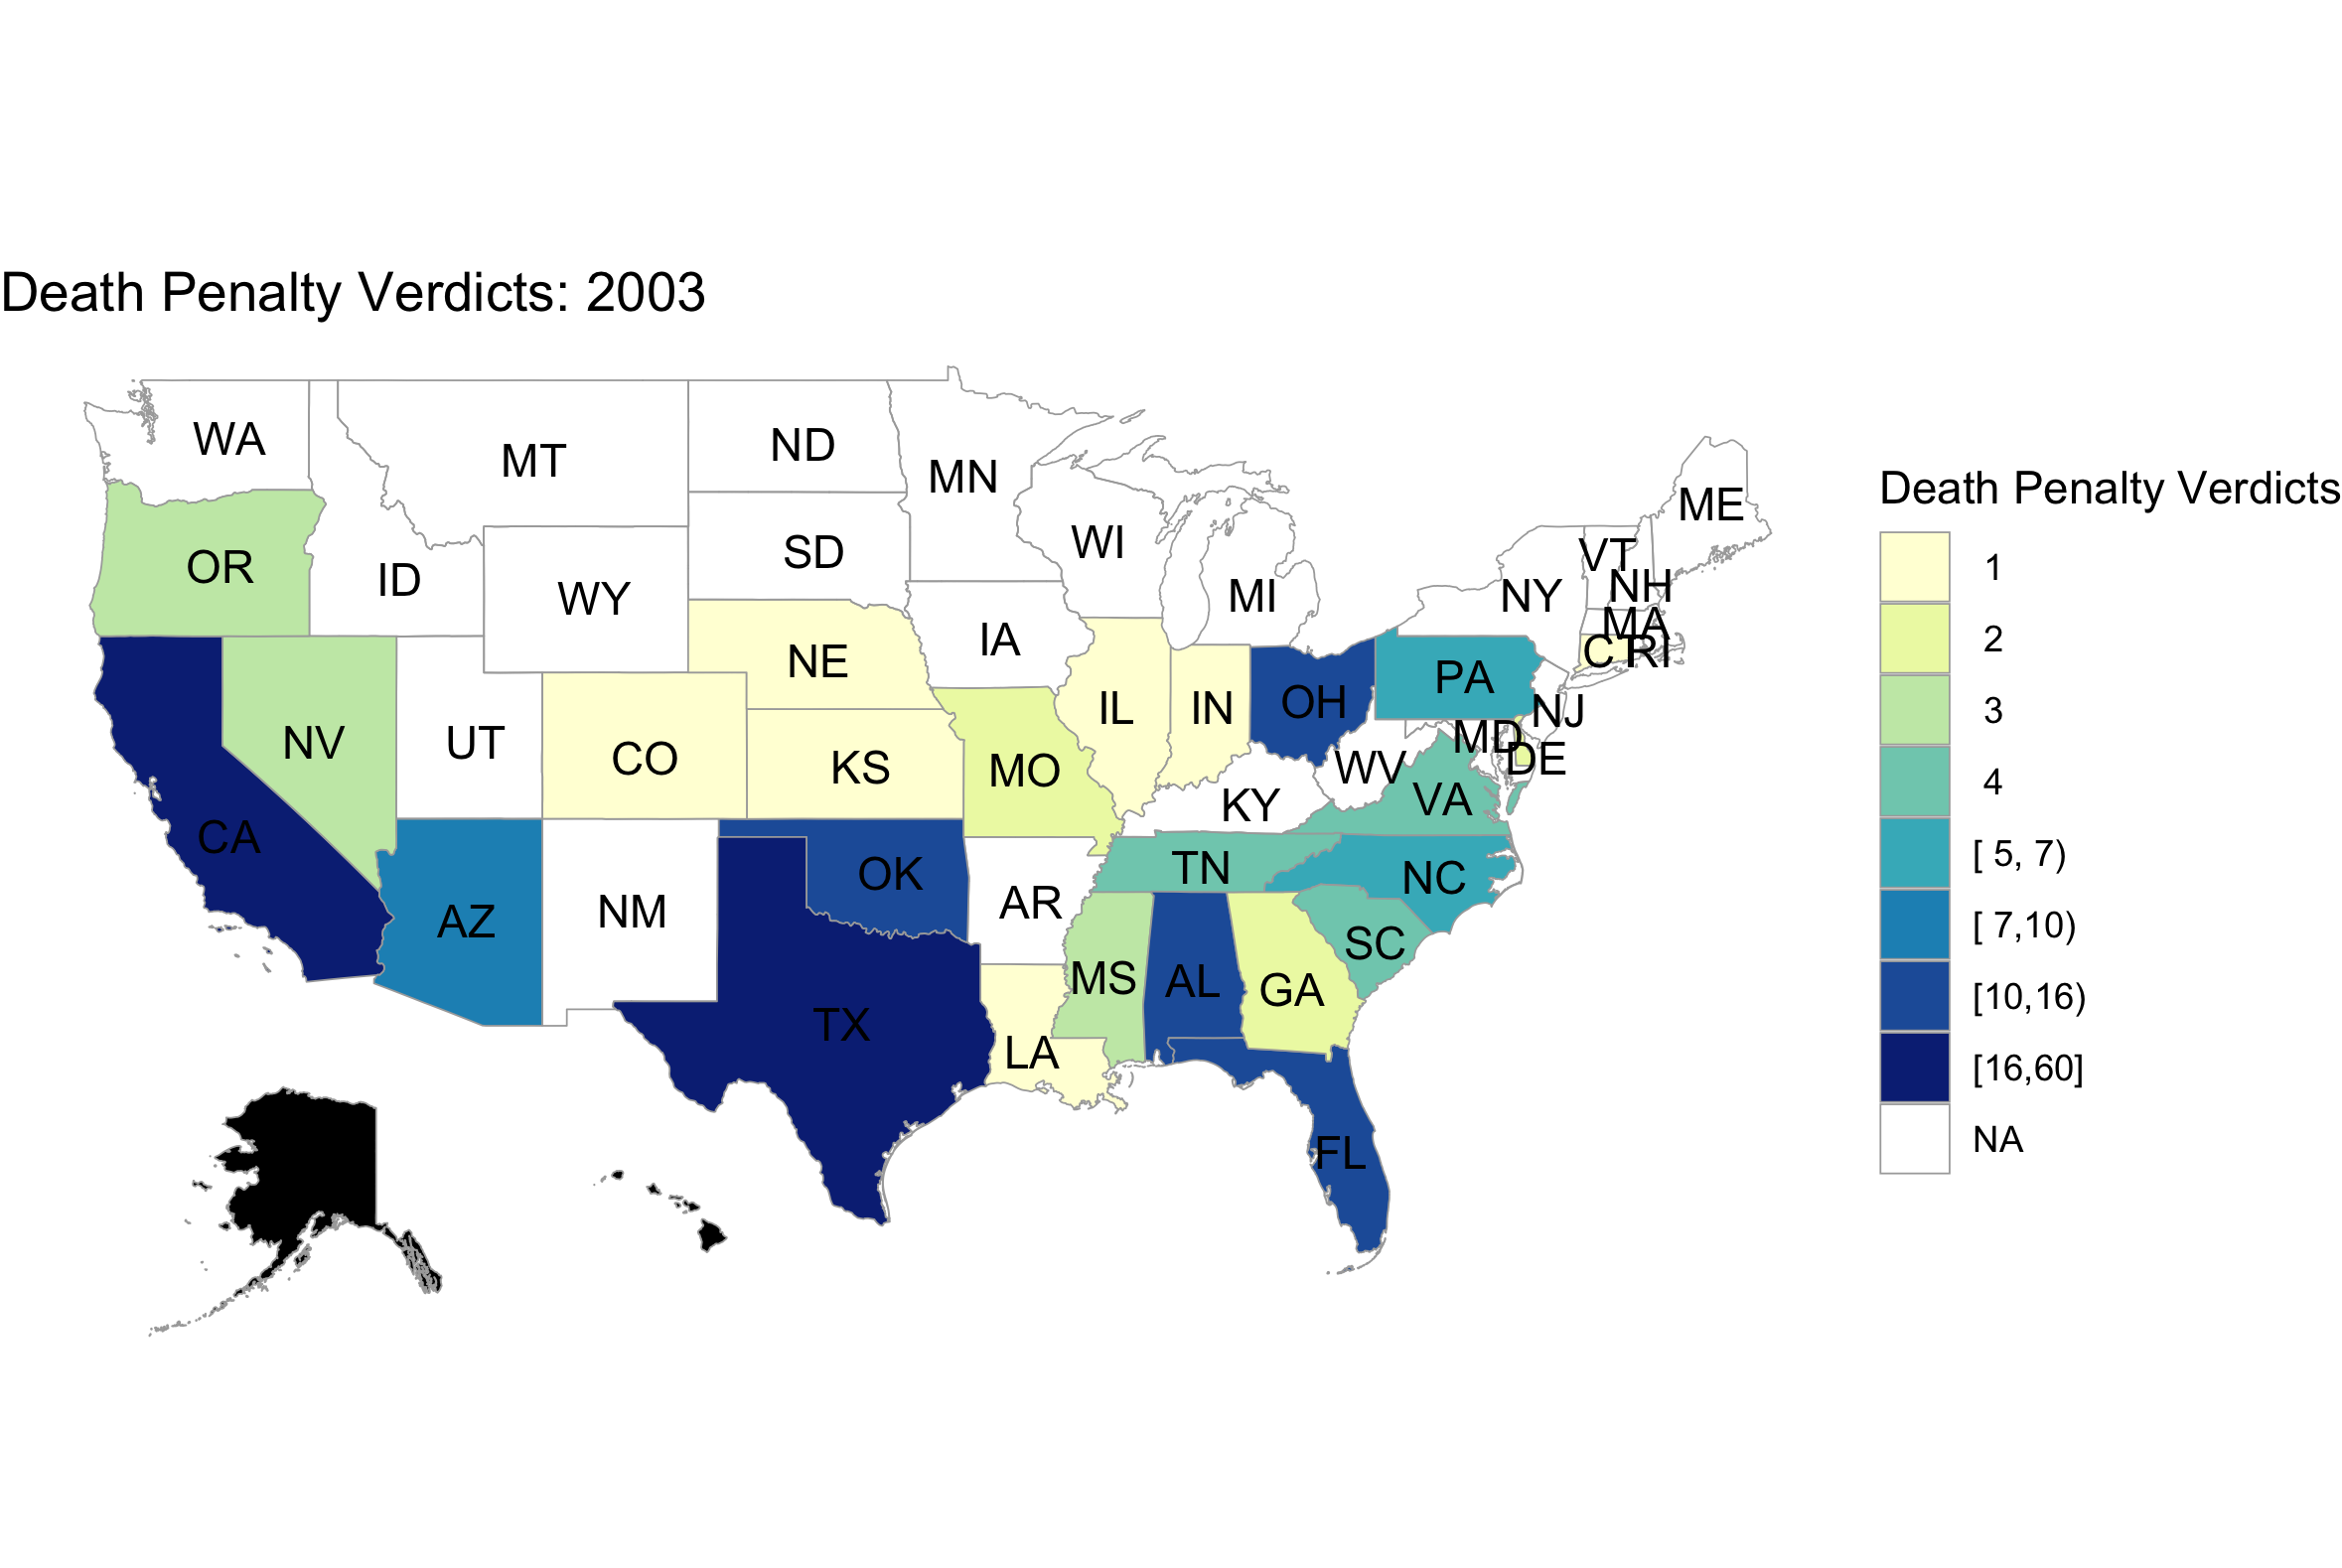 Death Penalty Verdicts: 2003
WA
MT
ND
MN
ME
OR
ID
WY
SD
WI
MI
NY
VT
NH
MA
CT
RI
NE
IA
NV
UT
CO
KS
MO
IL
IN
OH
PA
NJ
MD
DE
WV
VA
KY
CA
AZ
NM
OK
AR
TN
NC
SC
MS
AL
GA
TX
LA
FL
Death Penalty Verdicts
1
2
3
4
[ 5, 7)
[ 7,10)
[10,16)
[16,60]
NA